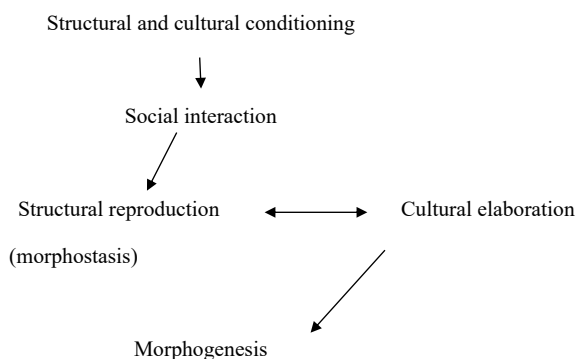 Structural and cultural conditioning
Social interaction
Structural reproduction
Cultural elaboration
(morphostasis)
Morphogenesis